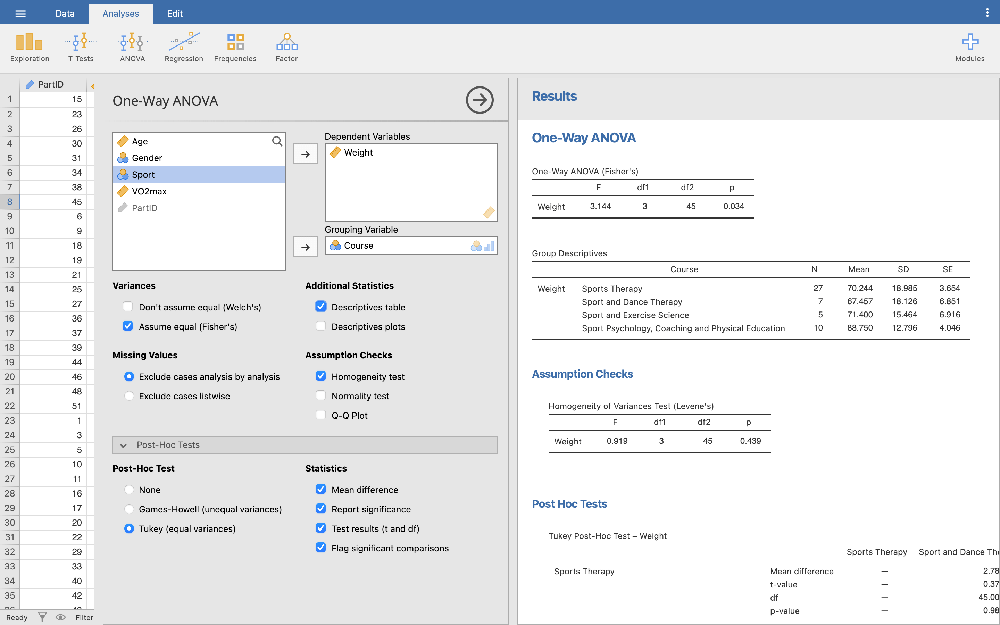 Data Analyses Edit
Exploration T-Tests ANOVA Regression Frequencies Factor Modules
PartID
1 15
2 23
3 26
4 30
5 31
6 34
7 38
8 45
9 6
10 9
11 18
12 19
13 21
14 25
15 27
16 36
17 37
18 39
19 44
20 46
21 48
22 51
23 1
24 3
25 5
26 10
27 11
28 16
29 17
30 20
31 22
32 29
33 33
34 40
35 42
Ready Filters
One-Way ANOVA
Age
Gender
Sport
VO2max
PartID
Dependent Variables
Weight
Grouping Variable
Course
Variances
Don't assume equal (Welch's)
Assume equal (Fisher's)
Additional Statistics
Descriptives table
Descriptives plots
Missing Values
Exclude cases analysis by analysis
Exclude cases listwise
Assumption Checks
Homogeneity test
Normality test
Q-Q Plot
Post-Hoc Tests
Post-Hoc Test
None
Games-Howell (unequal variances)
Tukey (equal variances)
Statistics
Mean difference
Report significance
Test results (t and df)
Flag significant comparisons
Results
One-Way ANOVA
One-Way ANOVA (Fisher's)
F df1 df2 p
Weight 3.144 3 45 0.034
Group Descriptives
Course N Mean SD SE
Weight Sports Therapy 27 70.244 18.985 3.654
Sport and Dance Therapy 7 67.457 18.126 6.851
Sport and Exercise Science 5 71.400 15.464 6.916
Sport Psychology, Coaching and Physical Education 10 88.750 12.796 4.046
Assumption Checks
Homogeneity of Variances Test (Levene's)
F df1 df2 p
Weight 0.919 3 45 0.439
Post Hoc Tests
Tukey Post-Hoc Test – Weight
Sports Therapy Sport and Dance The
Sports Therapy Mean difference — 2.78
t-value — 0.37
df — 45.00
p-value — 0.98